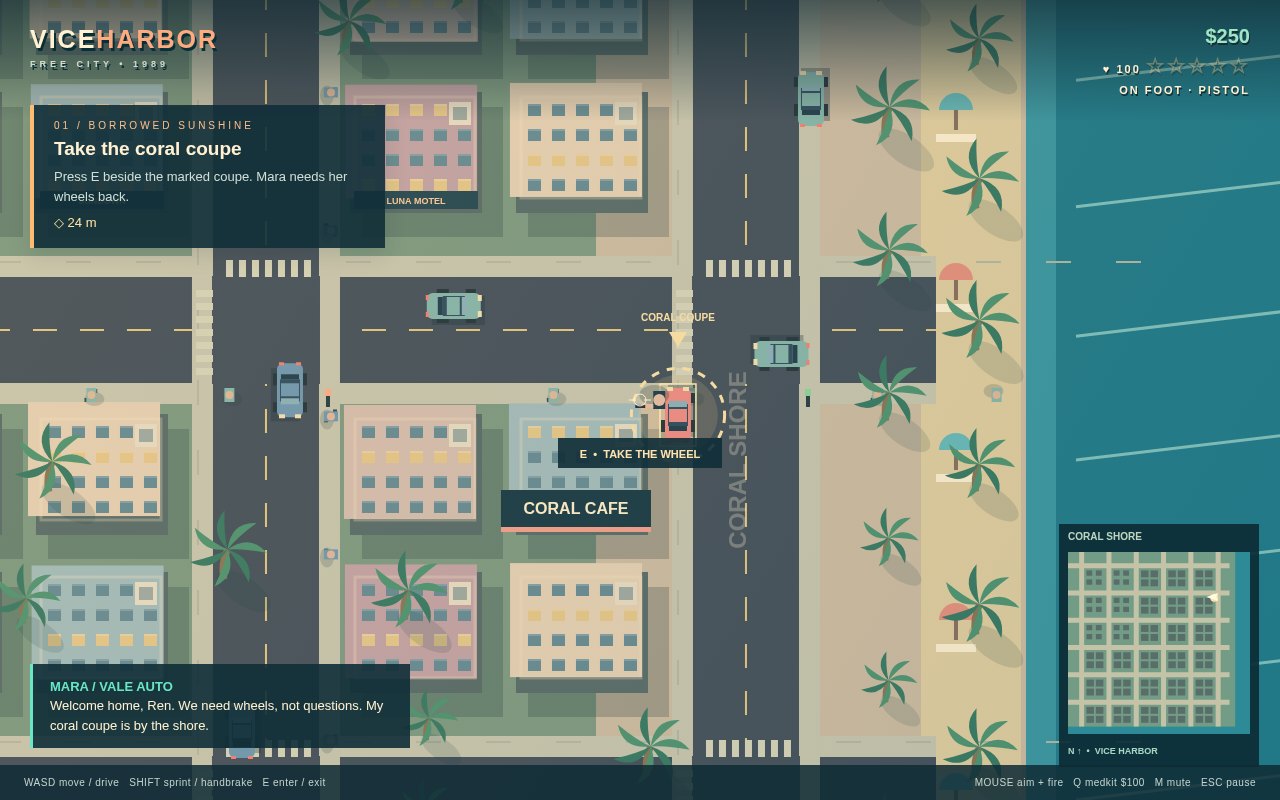 VICEHARBOR
FREE CITY • 1989
$250
♥ 100 ☆☆☆☆☆
ON FOOT · PISTOL
01 / BORROWED SUNSHINE
Take the coral coupe
Press E beside the marked coupe. Mara needs her
wheels back.
◇ 24 m
LUNA MOTEL
CORAL COUPE
CORAL SHORE
E • TAKE THE WHEEL
CORAL CAFE
CORAL SHORE
N ↑ • VICE HARBOR
MARA / VALE AUTO
Welcome home, Ren. We need wheels, not questions. My
coral coupe is by the shore.
WASD move / drive SHIFT sprint / handbrake E enter / exit
MOUSE aim + fire Q medkit $100 M mute ESC pause